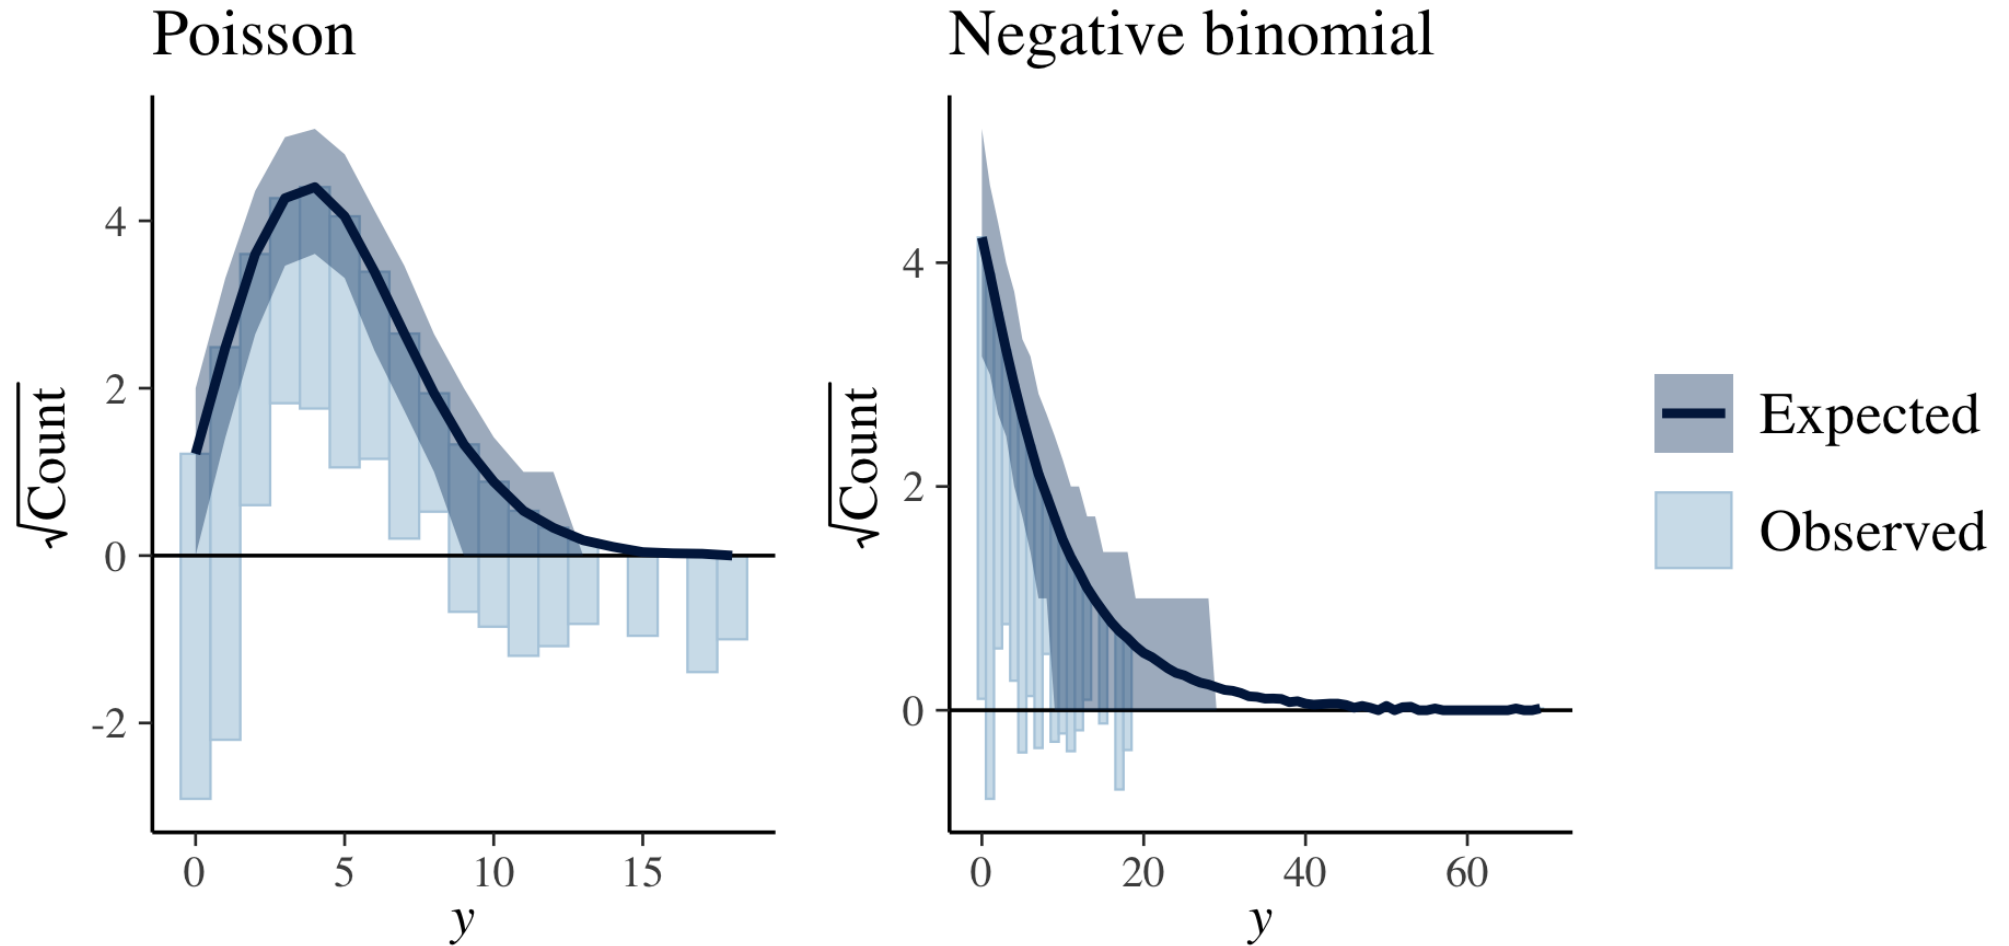 Poisson
√Count
4
2
0
-2
0 5 10 15
y
Negative binomial
√Count
4
2
0
0 20 40 60
y
Expected
Observed